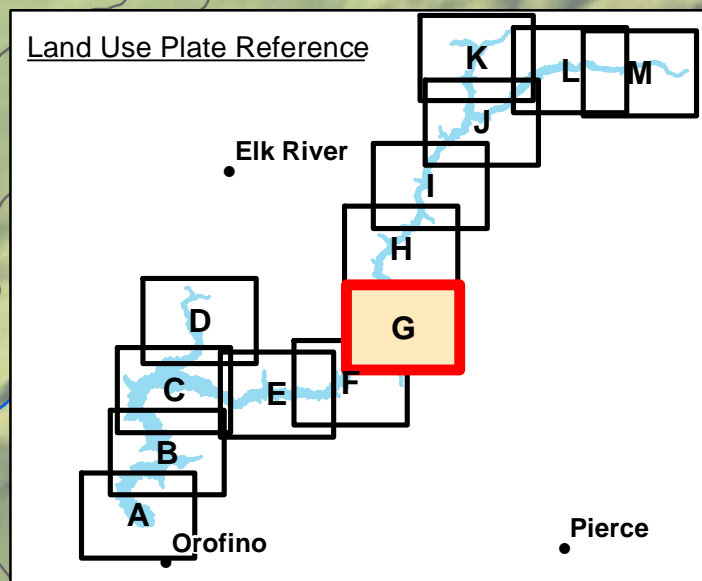 Land Use Plate Reference
K
L
M
J
Elk River
I
H
D
G
C
E
F
B
A
Orofino
Pierce